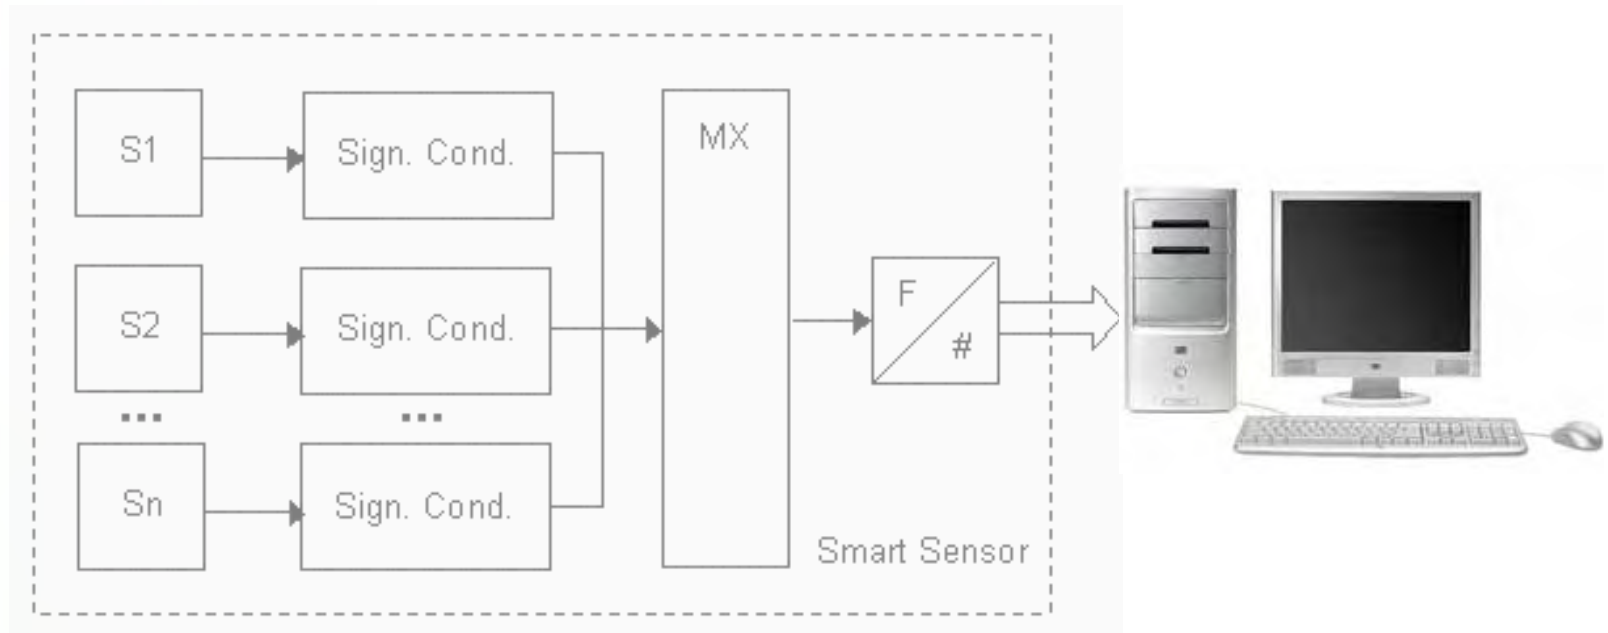 S1
Sign. Cond.
MX
S2
Sign. Cond.
F
#
...
...
Sn
Sign. Cond.
Smart Sensor